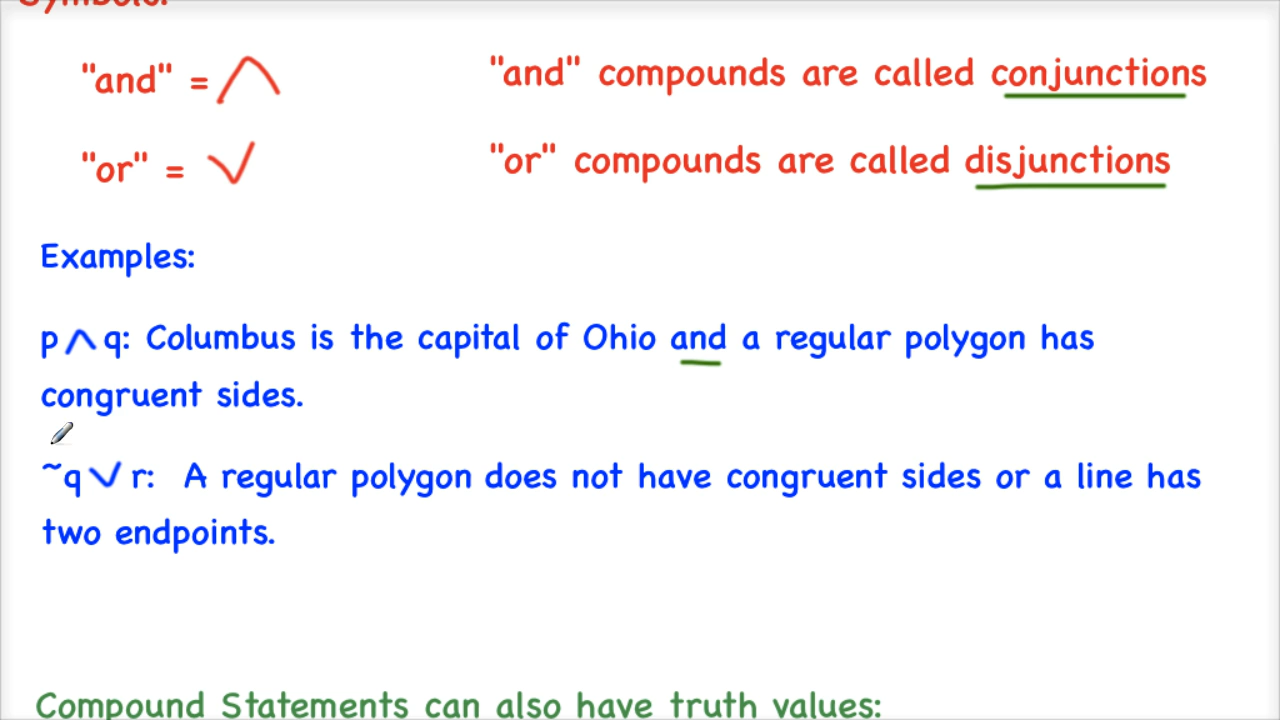 Symbols:
"and" = ∧
"and" compounds are called conjunctions
"or" = ∨
"or" compounds are called disjunctions
Examples:
p ∧ q: Columbus is the capital of Ohio and a regular polygon has
congruent sides.
~q ∨ r: A regular polygon does not have congruent sides or a line has
two endpoints.
Compound Statements can also have truth values: